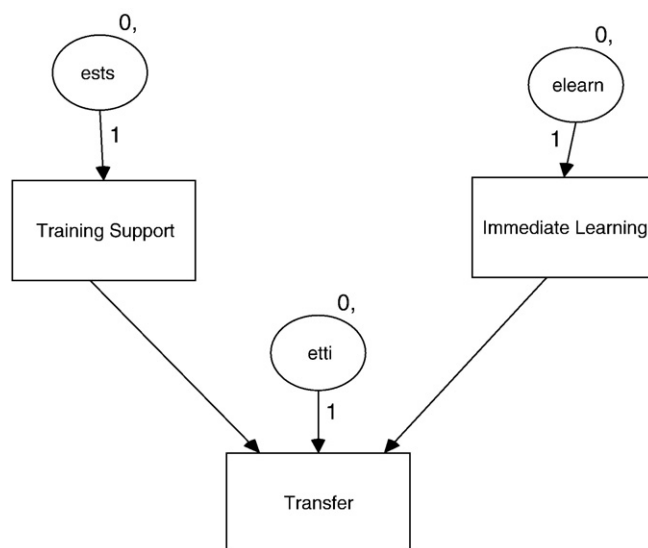 0,
ests
1
0,
elearn
1
Training Support
Immediate Learning
0,
etti
1
Transfer